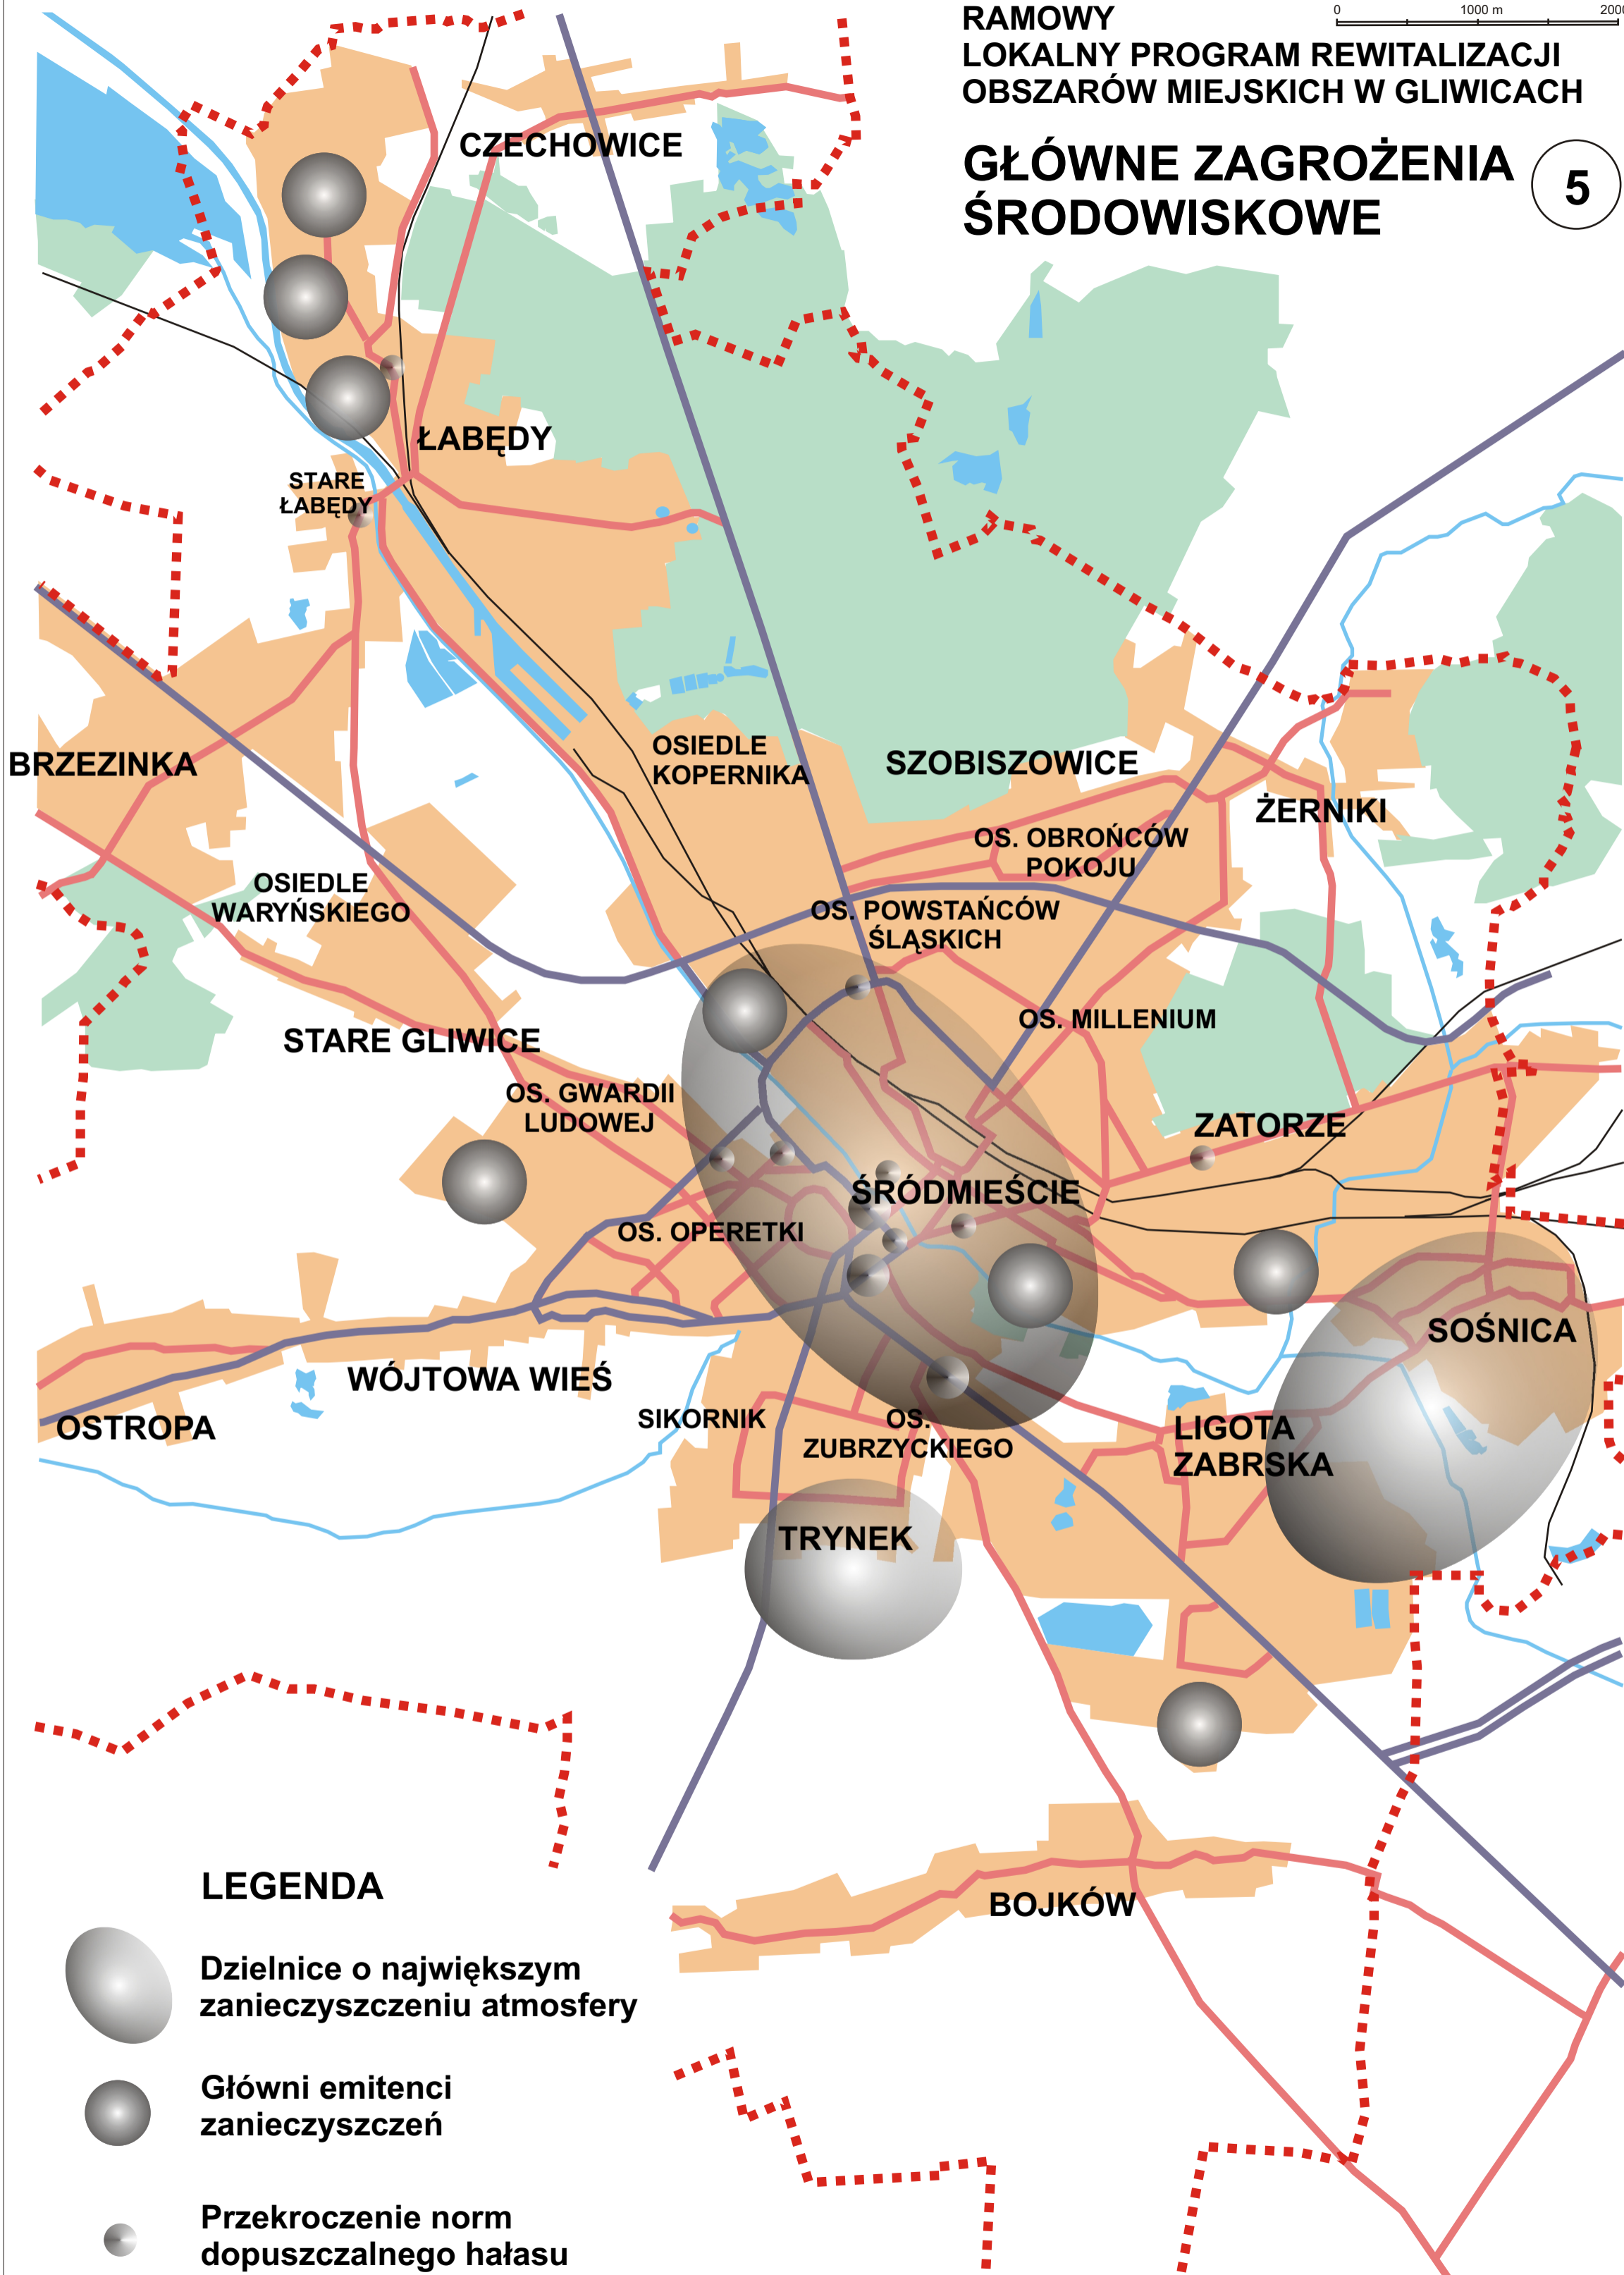 RAMOWY
LOKALNY PROGRAM REWITALIZACJI
OBSZARÓW MIEJSKICH W GLIWICACH
0 1000 m 2000
GŁÓWNE ZAGROŻENIA
ŚRODOWISKOWE
5
CZECHOWICE
ŁABĘDY
STARE
ŁABĘDY
BRZEZINKA
OSIEDLE
KOPERNIKA
SZOBISZOWICE
ŻERNIKI
OS. OBROŃCÓW
POKOJU
OSIEDLE
WARYŃSKIEGO
OS. POWSTAŃCÓW
ŚLĄSKICH
OS. MILLENIUM
STARE GLIWICE
OS. GWARDII
LUDOWEJ
ZATORZE
ŚRÓDMIEŚCIE
OS. OPERETKI
SOŚNICA
WÓJTOWA WIEŚ
OSTROPA
SIKORNIK
OS.
ZUBRZYCKIEGO
LIGOTA
ZABRSKA
TRYNEK
BOJKÓW
LEGENDA
Dzielnice o największym
zanieczyszczeniu atmosfery
Główni emitenci
zanieczyszczeń
Przekroczenie norm
dopuszczalnego hałasu